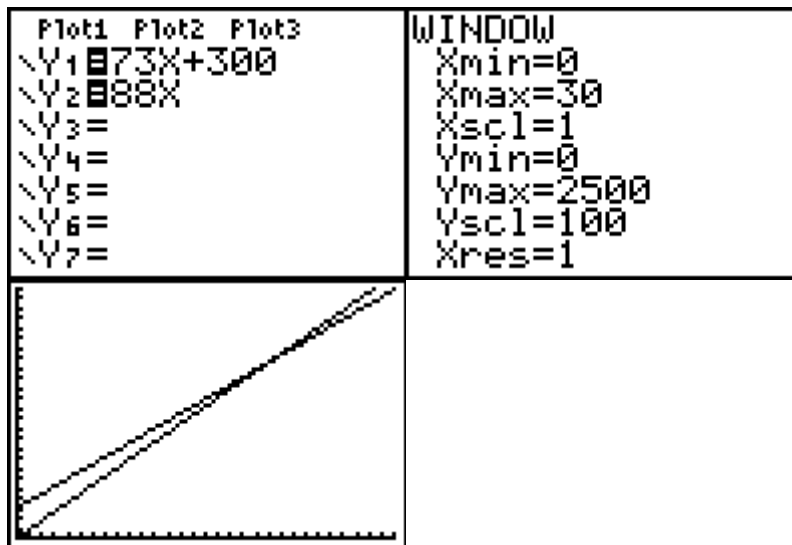 Plot1 Plot2 Plot3
\Y1=73X+300
\Y2=88X
\Y3=
\Y4=
\Y5=
\Y6=
\Y7=
WINDOW
Xmin=0
Xmax=30
Xscl=1
Ymin=0
Ymax=2500
Yscl=100
Xres=1